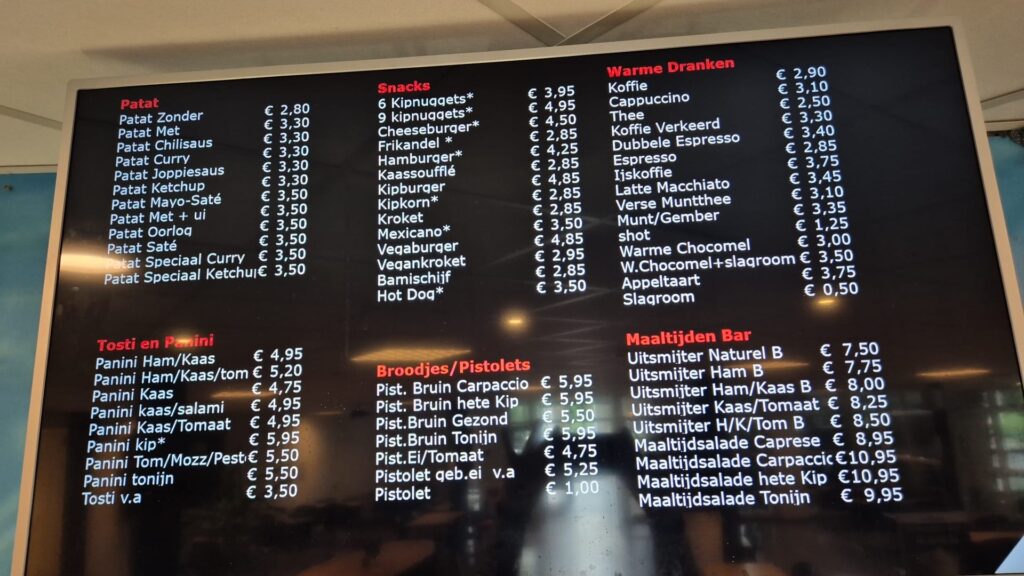 Patat
Patat Zonder € 2,80
Patat Met € 3,30
Patat Chilisaus € 3,30
Patat Curry € 3,30
Patat Joppiesaus € 3,30
Patat Ketchup € 3,30
Patat Mayo-Saté € 3,50
Patat Met + ui € 3,50
Patat Oorlog € 3,50
Patat Saté € 3,50
Patat Speciaal Curry € 3,50
Patat Speciaal Ketchup € 3,50
Snacks
6 Kipnuggets* € 3,95
9 kipnuggets* € 4,95
Cheeseburger* € 4,50
Frikandel * € 2,85
Hamburger* € 4,25
Kaassoufflé € 2,85
Kipburger € 4,85
Kipkorn* € 2,85
Kroket € 2,85
Mexicano* € 3,50
Vegaburger € 4,85
Vegankroket € 2,95
Bamischijf € 2,85
Hot Dog* € 3,50
Warme Dranken
Koffie € 2,90
Cappuccino € 3,10
Thee € 2,50
Koffie Verkeerd € 3,30
Dubbele Espresso € 3,40
Espresso € 2,85
Ijskoffie € 3,75
Latte Macchiato € 3,45
Verse Muntthee € 3,10
Munt/Gember € 3,35
shot € 1,25
Warme Chocomel € 3,00
W.Chocomel+slagroom € 3,50
Appeltaart € 3,75
Slagroom € 0,50
Tosti en Panini
Panini Ham/Kaas € 4,95
Panini Ham/Kaas/tom € 5,20
Panini Kaas € 4,75
Panini kaas/salami € 4,95
Panini Kaas/Tomaat € 4,95
Panini kip* € 5,95
Panini Tom/Mozz/Pest € 5,50
Panini tonijn € 5,50
Tosti v.a € 3,50
Broodjes/Pistolets
Pist. Bruin Carpaccio € 5,95
Pist. Bruin hete Kip € 5,95
Pist.Bruin Gezond € 5,50
Pist.Bruin Tonijn € 5,95
Pist.Ei/Tomaat € 4,75
Pistolet geb.ei v.a € 5,25
Pistolet € 1,00
Maaltijden Bar
Uitsmijter Naturel B € 7,50
Uitsmijter Ham B € 7,75
Uitsmijter Ham/Kaas B € 8,00
Uitsmijter Kaas/Tomaat € 8,25
Uitsmijter H/K/Tom B € 8,50
Maaltijdsalade Caprese € 8,95
Maaltijdsalade Carpaccio €10,95
Maaltijdsalade hete Kip €10,95
Maaltijdsalade Tonijn € 9,95